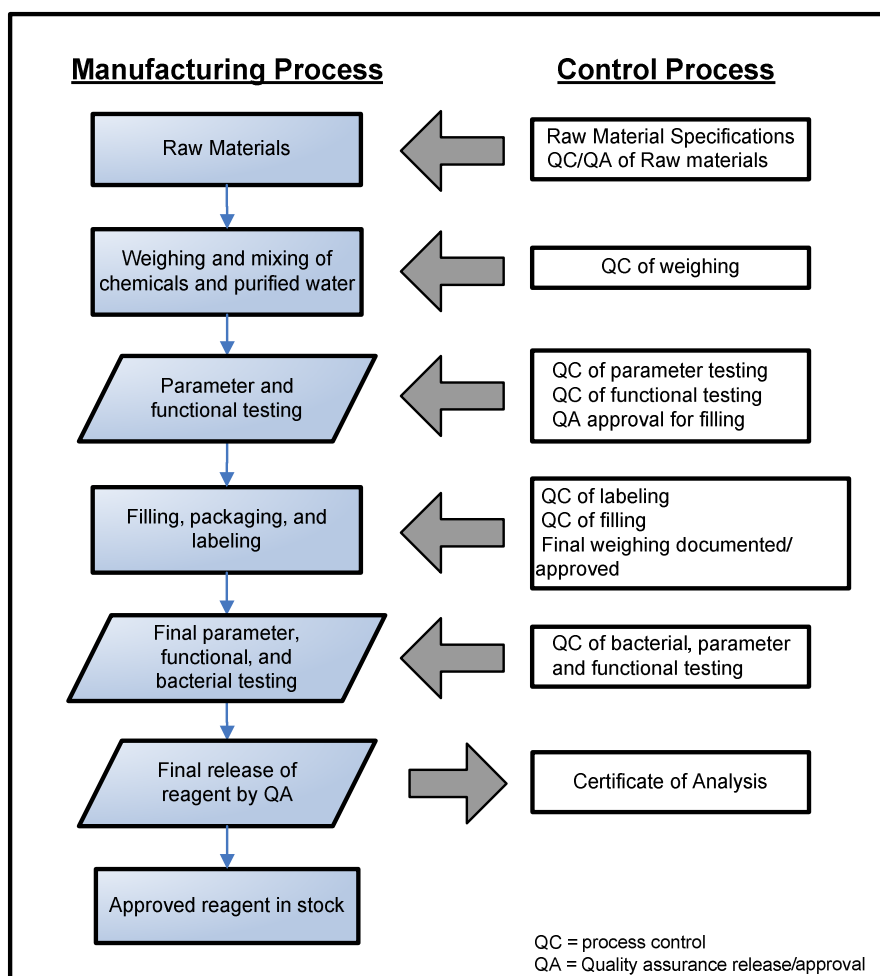 Manufacturing Process
Control Process
Raw Materials
Raw Material Specifications
QC/QA of Raw materials
Weighing and mixing of
chemicals and purified water
QC of weighing
Parameter and
functional testing
QC of parameter testing
QC of functional testing
QA approval for filling
Filling, packaging, and
labeling
QC of labeling
QC of filling
Final weighing documented/
approved
Final parameter,
functional, and
bacterial testing
QC of bacterial, parameter
and functional testing
Final release of
reagent by QA
Certificate of Analysis
Approved reagent in stock
QC = process control
QA = Quality assurance release/approval